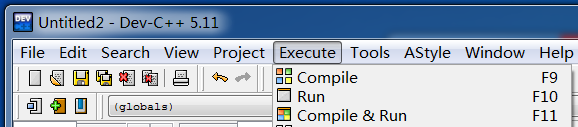 DEV
Untitled2 - Dev-C++ 5.11
File Edit Search View Project Execute Tools AStyle Window Help
Compile F9
Run F10
(globals)
Compile & Run F11